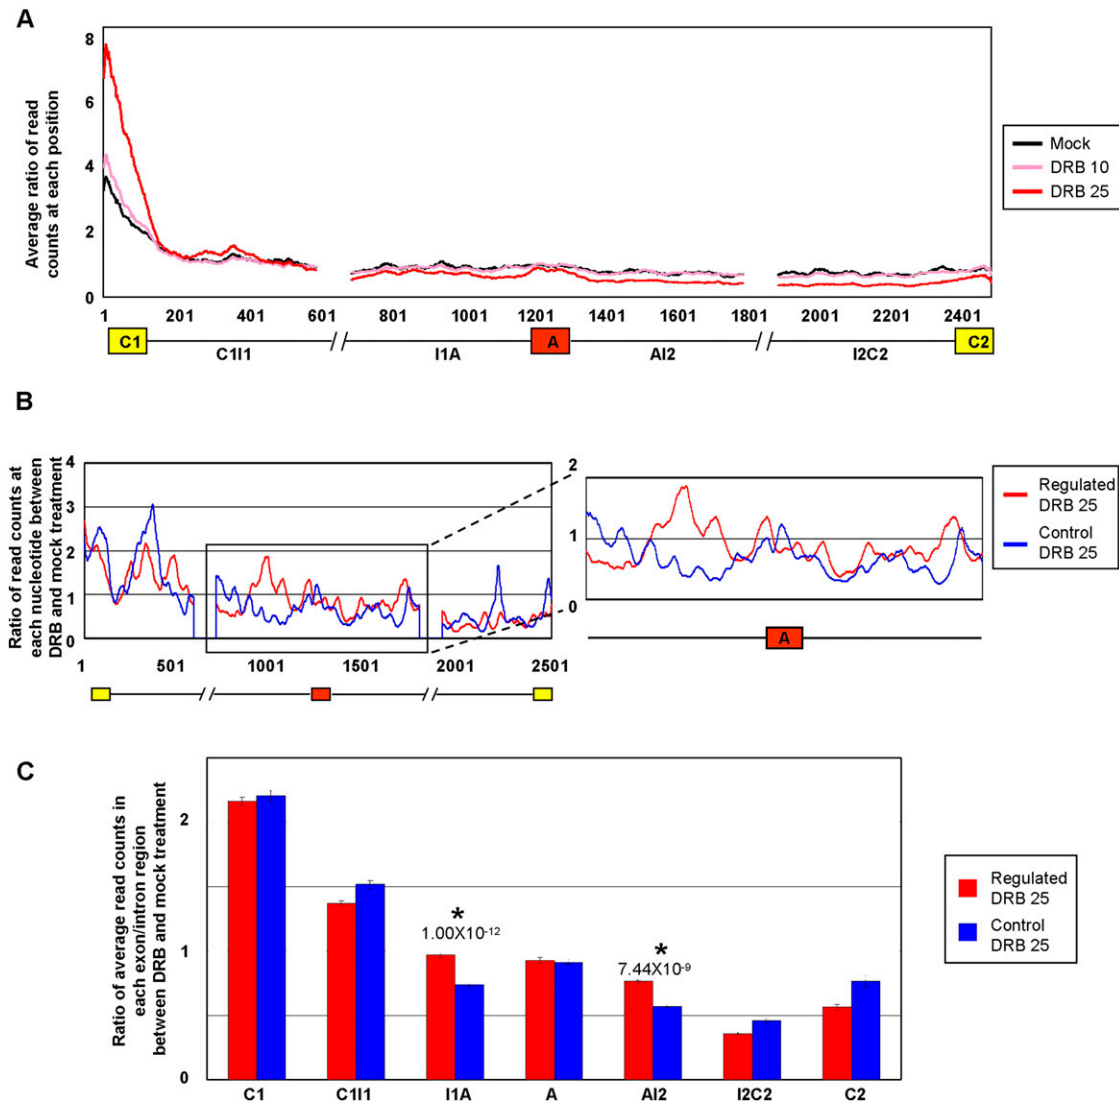 A
Average ratio of read
counts at each position
8
6
4
2
0
1 201 401 601 801 1001 1201 1401 1601 1801 2001 2201 2401
C1 C1I1 I1A A AI2 I2C2 C2
Mock
DRB 10
DRB 25
B
Ratio of read counts at
each nucleotide between
DRB and mock treatment
4
3
2
1
0
1 501 1001 1501 2001 2501
2
1
0
A
Regulated
DRB 25
Control
DRB 25
C
Ratio of average read counts in
each exon/intron region
between DRB and mock treatment
2
1
0
*
1.00X10-12
*
7.44X10-9
C1 C1I1 I1A A AI2 I2C2 C2
Regulated
DRB 25
Control
DRB 25